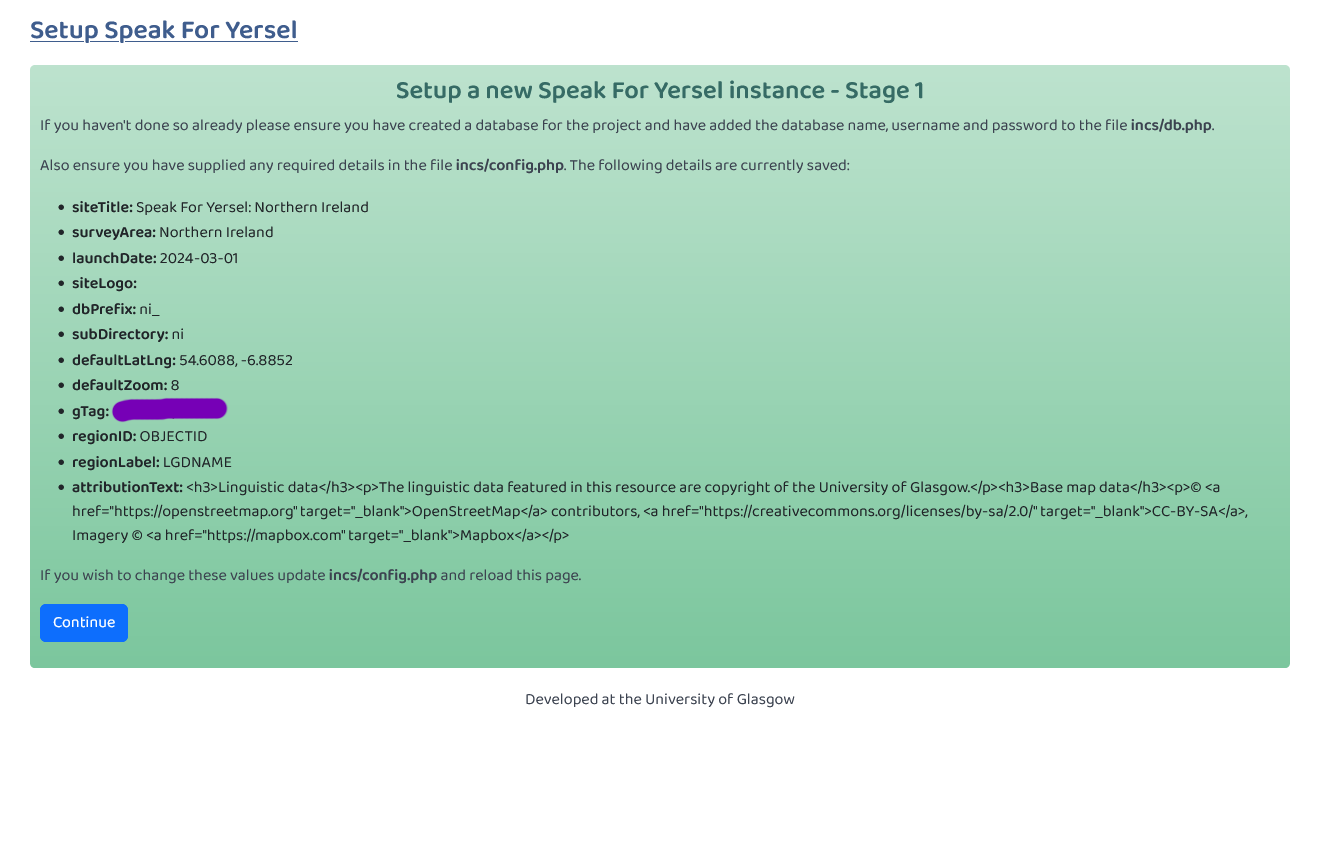 Setup Speak For Yersel
Setup a new Speak For Yersel instance - Stage 1
If you haven't done so already please ensure you have created a database for the project and have added the database name, username and password to the file incs/db.php.
Also ensure you have supplied any required details in the file incs/config.php. The following details are currently saved:
• siteTitle: Speak For Yersel: Northern Ireland
• surveyArea: Northern Ireland
• launchDate: 2024-03-01
• siteLogo:
• dbPrefix: ni_
• subDirectory: ni
• defaultLatLng: 54.6088, -6.8852
• defaultZoom: 8
• gTag:
• regionID: OBJECTID
• regionLabel: LGDNAME
• attributionText: <h3>Linguistic data</h3><p>The linguistic data featured in this resource are copyright of the University of Glasgow.</p><h3>Base map data</h3><p>© <a
href="https://openstreetmap.org" target="_blank">OpenStreetMap</a> contributors, <a href="https://creativecommons.org/licenses/by-sa/2.0/" target="_blank">CC-BY-SA</a>,
Imagery © <a href="https://mapbox.com" target="_blank">Mapbox</a></p>
If you wish to change these values update incs/config.php and reload this page.
Continue
Developed at the University of Glasgow